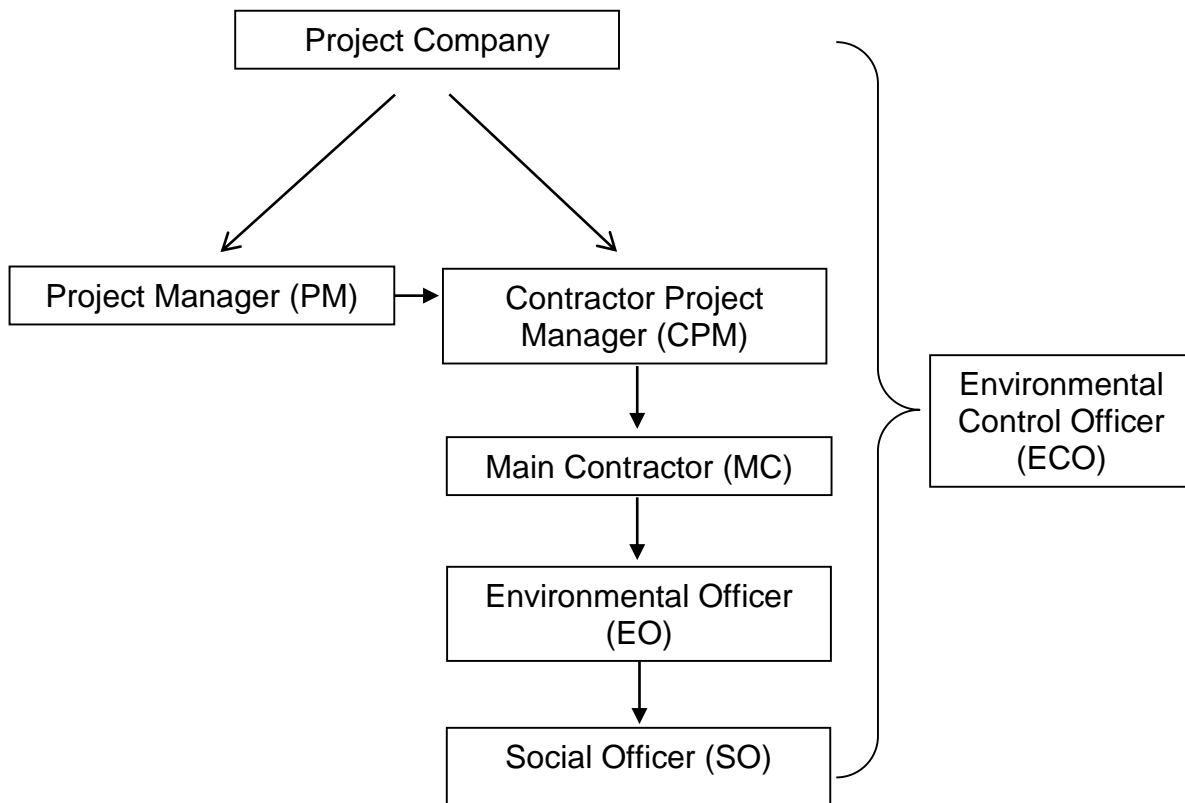 Project Company
Project Manager (PM)
Contractor Project
Manager (CPM)
Environmental
Control Officer
(ECO)
Main Contractor (MC)
Environmental Officer
(EO)
Social Officer (SO)